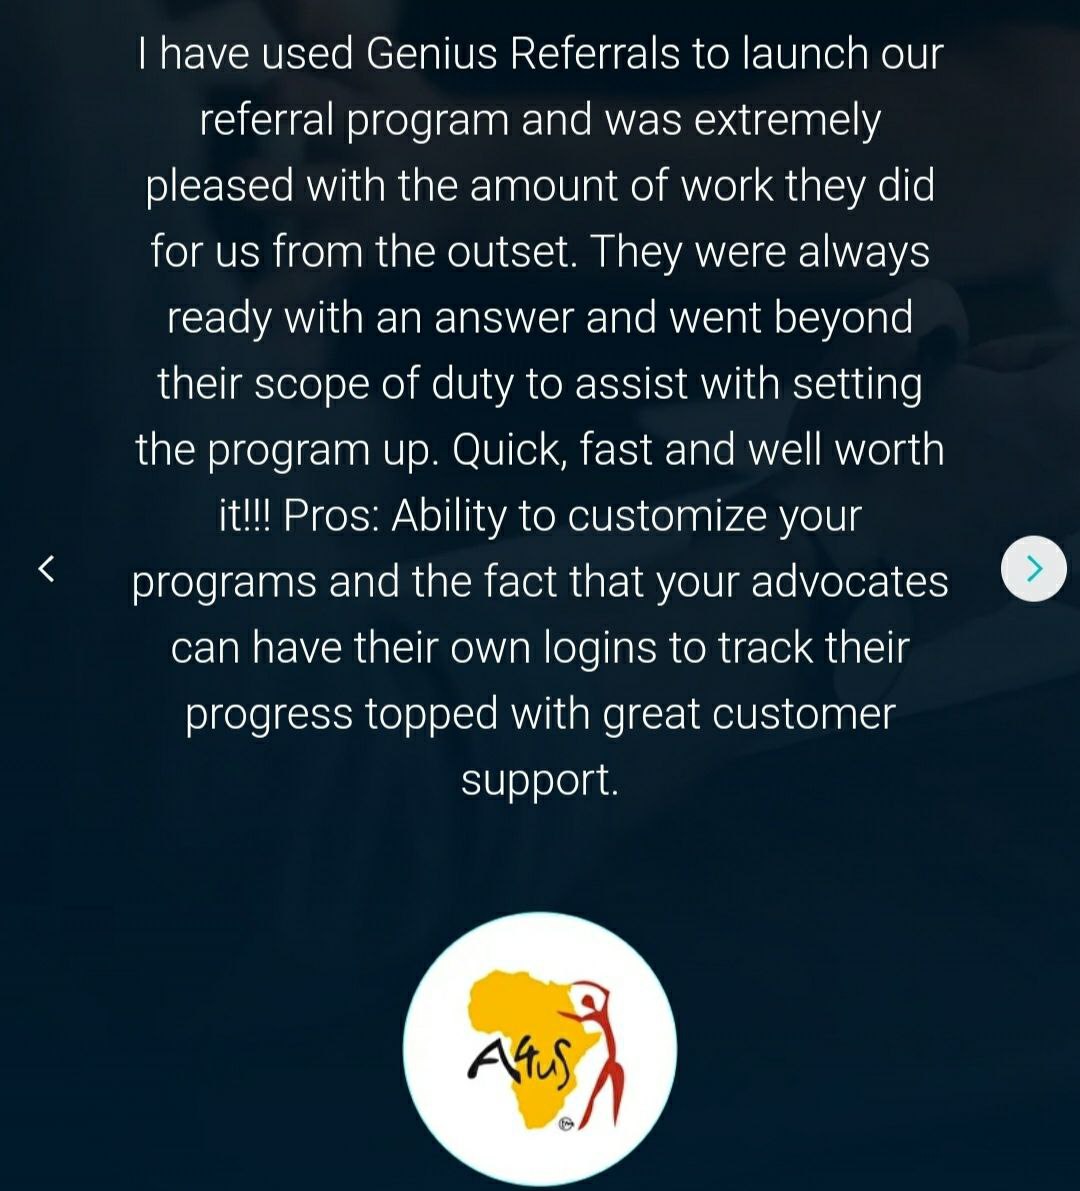 I have used Genius Referrals to launch our
referral program and was extremely
pleased with the amount of work they did
for us from the outset. They were always
ready with an answer and went beyond
their scope of duty to assist with setting
the program up. Quick, fast and well worth
it!!! Pros: Ability to customize your
programs and the fact that your advocates
can have their own logins to track their
progress topped with great customer
support.
A4uS